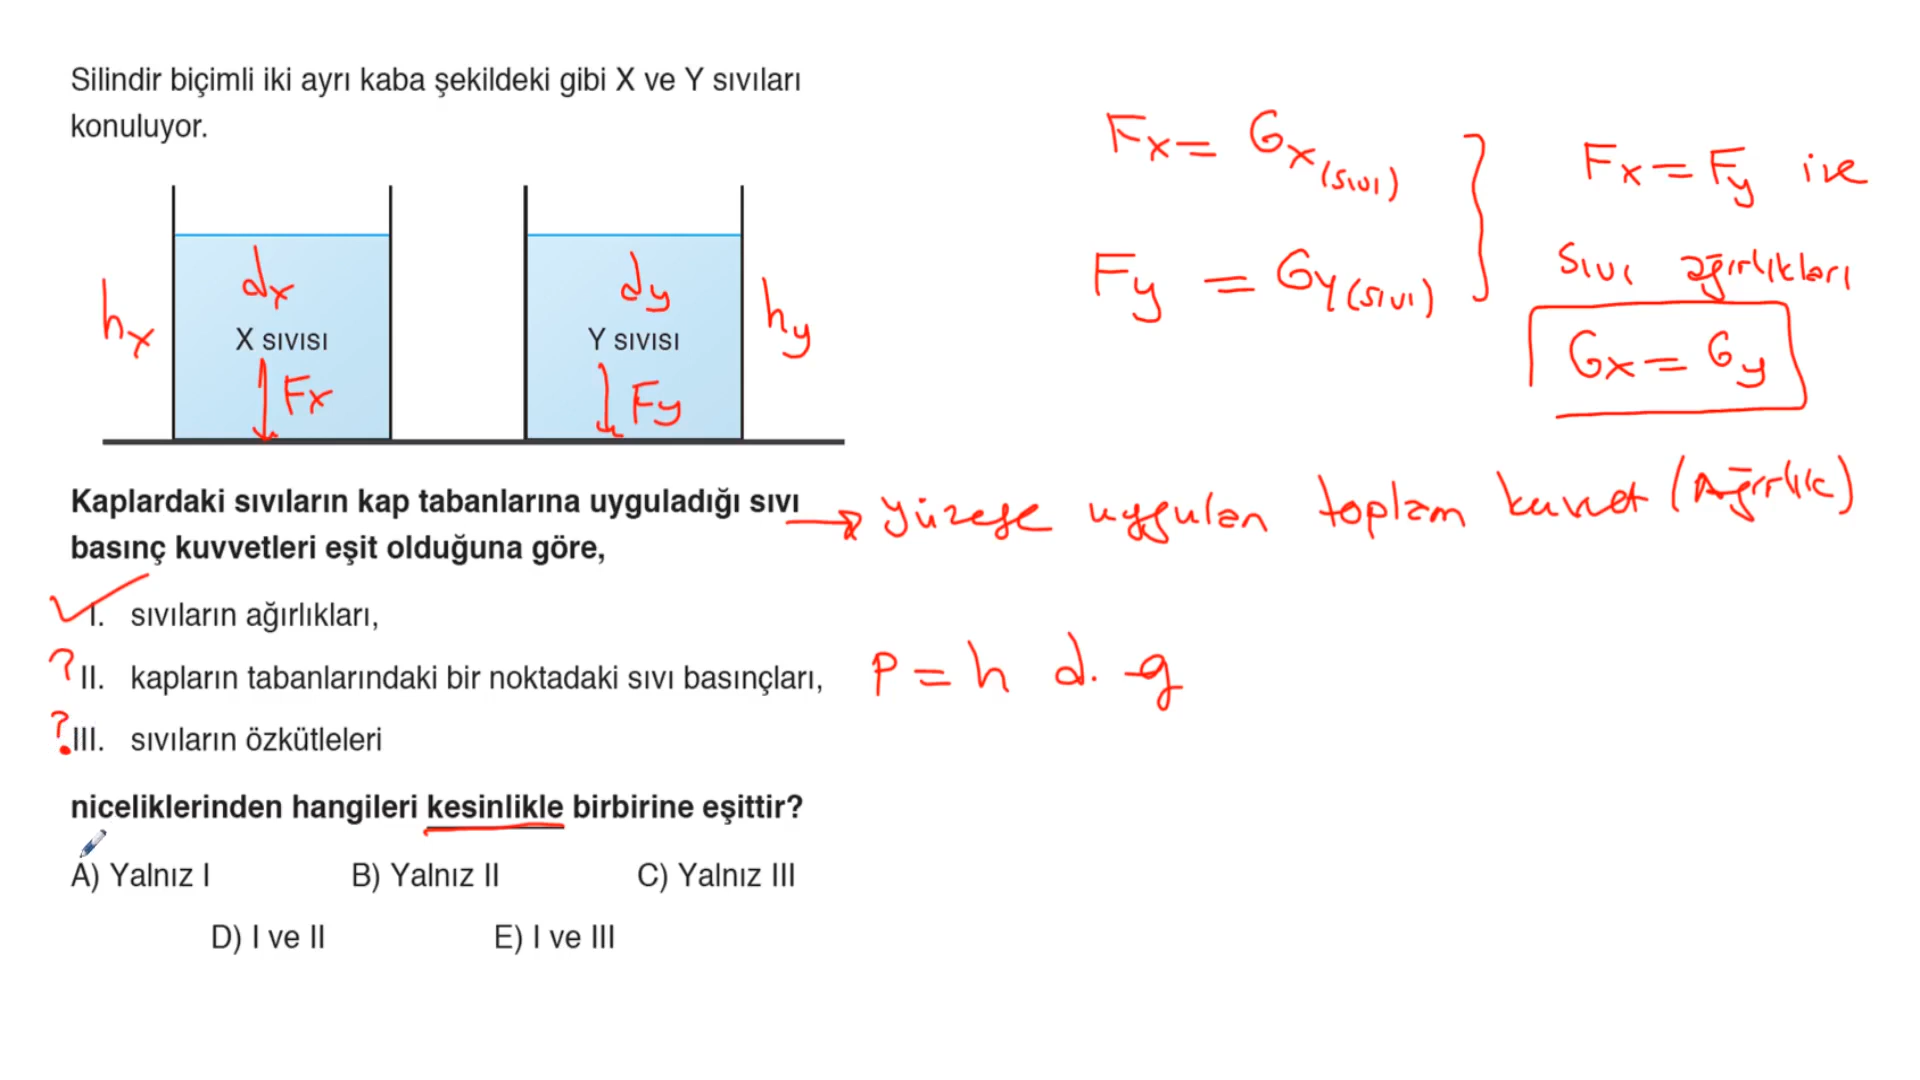 Silindir biçimli iki ayrı kaba şekildeki gibi X ve Y sıvıları
konuluyor.
hx
dx
X sıvısı
Fx
dy
Y sıvısı
Fy
hy
Fx = Gx(sıvı)
Fy = Gy(sıvı)
Fx = Fy ise
sıvı ağırlıkları
Gx = Gy
Kaplardaki sıvıların kap tabanlarına uyguladığı sıvı
basınç kuvvetleri eşit olduğuna göre,
yüzeye uygulan toplam kuvvet (Ağırlık)
I. sıvıların ağırlıkları,
? II. kapların tabanlarındaki bir noktadaki sıvı basınçları,
P = h d . g
? III. sıvıların özkütleleri
niceliklerinden hangileri kesinlikle birbirine eşittir?
A) Yalnız I B) Yalnız II C) Yalnız III
D) I ve II E) I ve III